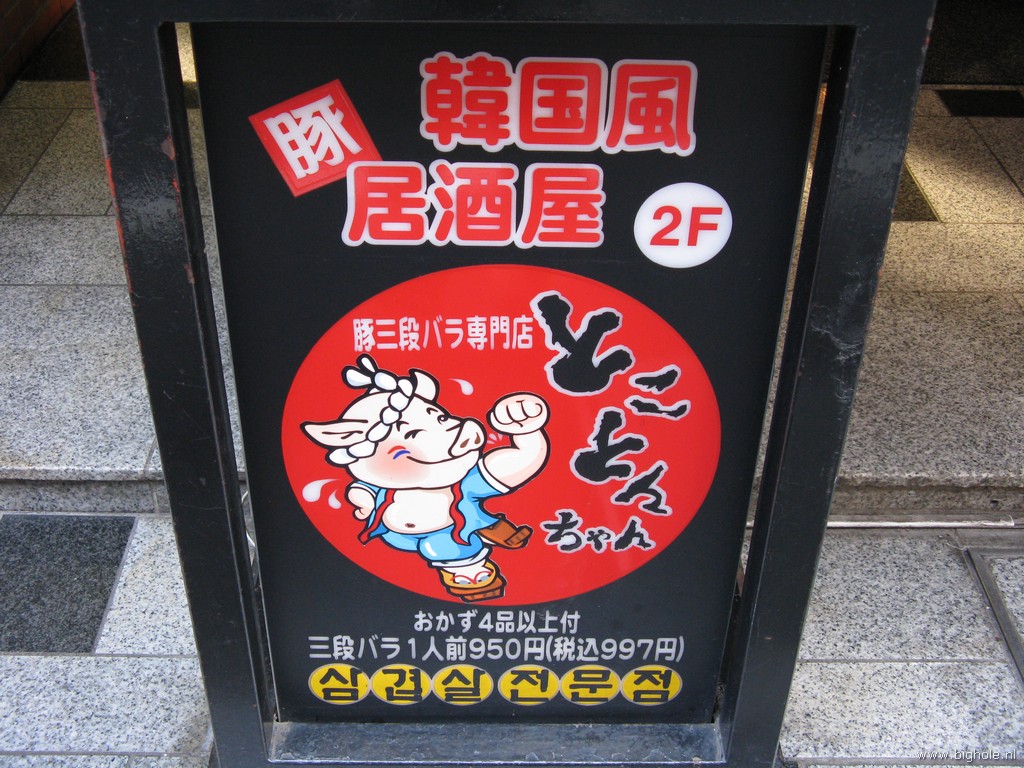 豚
韓国風
居酒屋
2F
豚三段バラ専門店
とことん
ちゃん
おかず4品以上付
三段バラ1人前950円(税込997円)
삼겹살전문점
www.bighole.nl